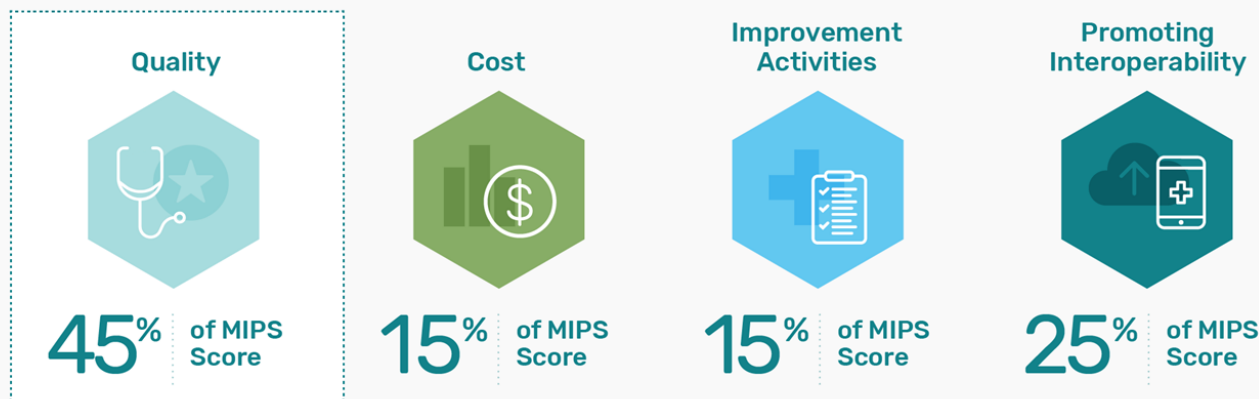 Quality
45% of MIPS
Score
Cost
$
15% of MIPS
Score
Improvement
Activities
15% of MIPS
Score
Promoting
Interoperability
25% of MIPS
Score